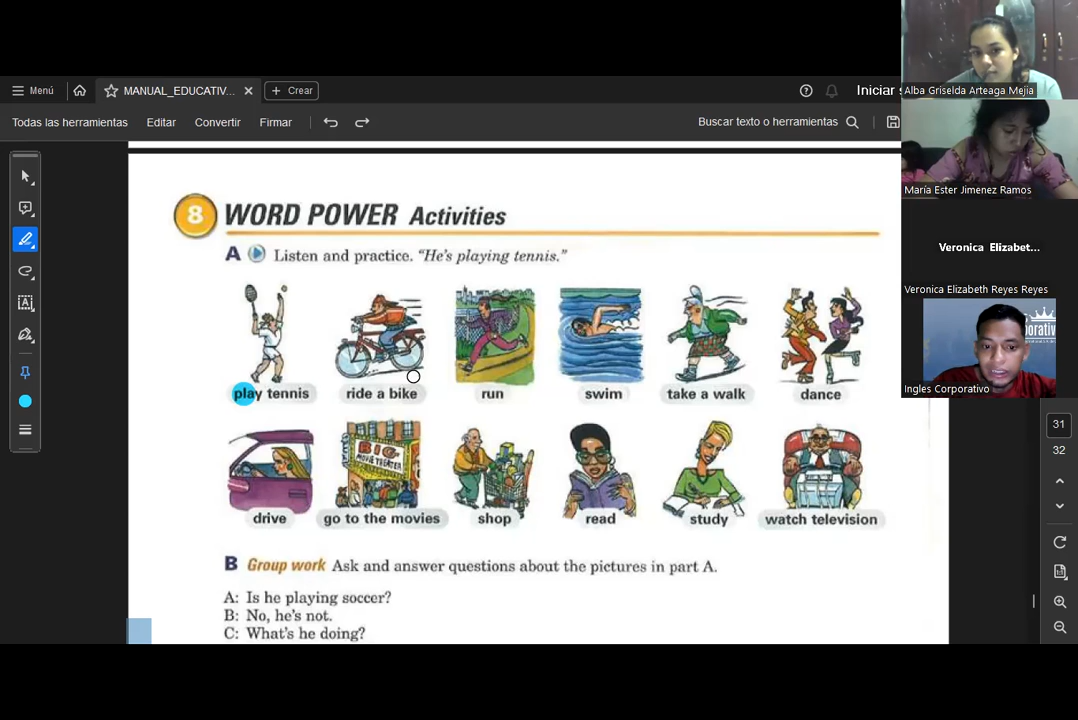 Menú
MANUAL_EDUCATIV...
Crear
Iniciar
Todas las herramientas
Editar
Convertir
Firmar
Buscar texto o herramientas
8 WORD POWER Activities
A Listen and practice. "He's playing tennis."
play tennis
ride a bike
run
swim
take a walk
dance
BIG
MOVIE THEATER
drive
go to the movies
shop
read
study
watch television
B Group work Ask and answer questions about the pictures in part A.
A: Is he playing soccer?
B: No, he's not.
C: What's he doing?
Alba Griselda Arteaga Mejia
María Ester Jimenez Ramos
Veronica Elizabet...
Veronica Elizabeth Reyes Reyes
orativo
Ingles Corporativo
31
32